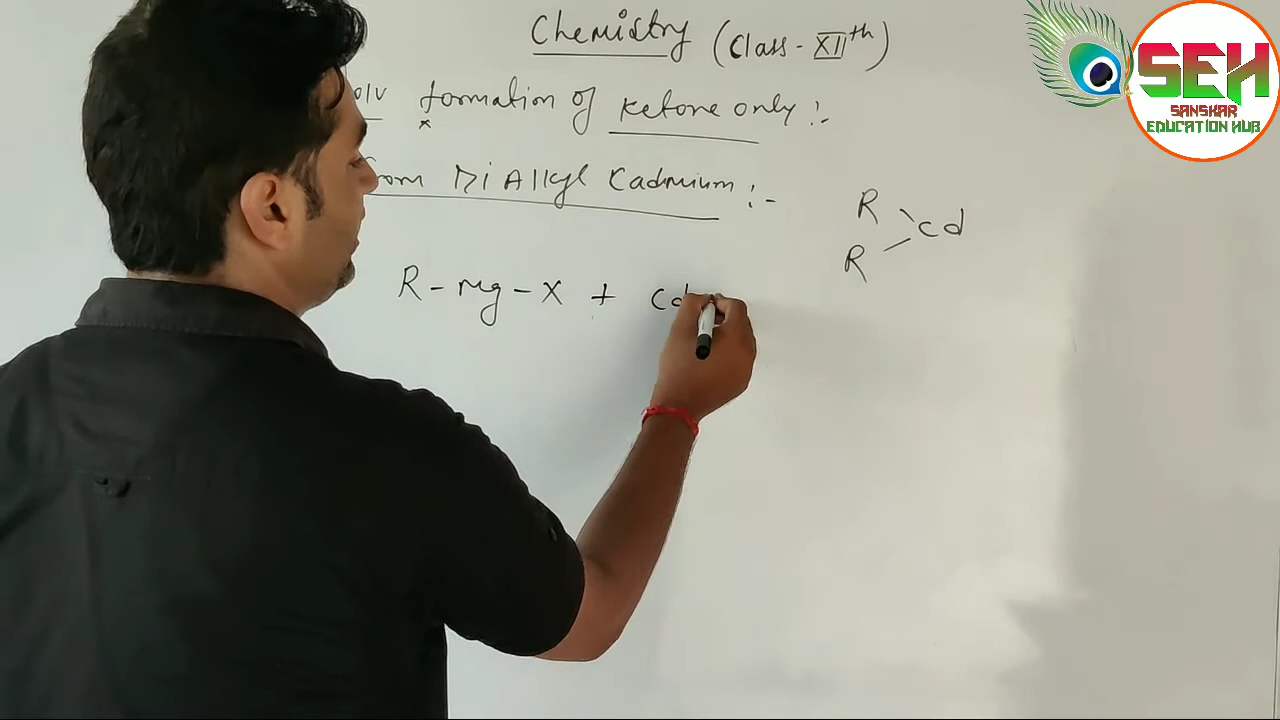 Chemistry (Class - XIIth)
formation of ketone only :-
Di Alkyl Cadmium :-
R
Cd
R
R - Mg - X + Cd
SEH
SANSKAR
EDUCATION HUB